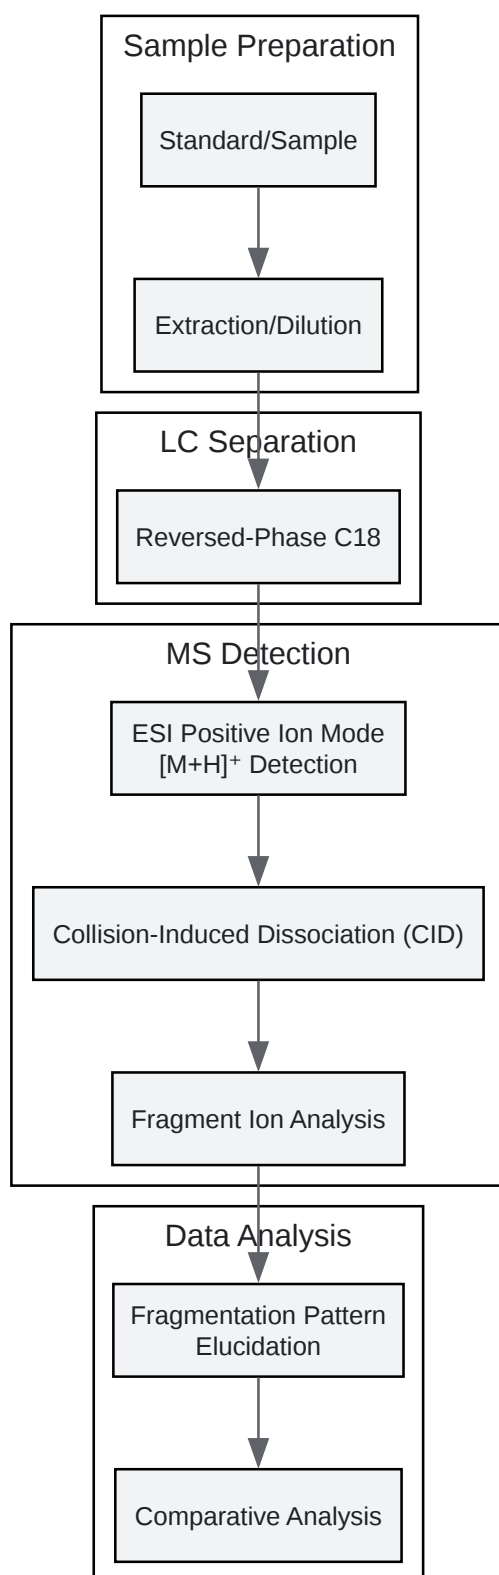 Sample Preparation
Standard/Sample
Extraction/Dilution
LC Separation
Reversed-Phase C18
MS Detection
ESI Positive Ion Mode
[M+H]⁺ Detection
Collision-Induced Dissociation (CID)
Fragment Ion Analysis
Data Analysis
Fragmentation Pattern
Elucidation
Comparative Analysis